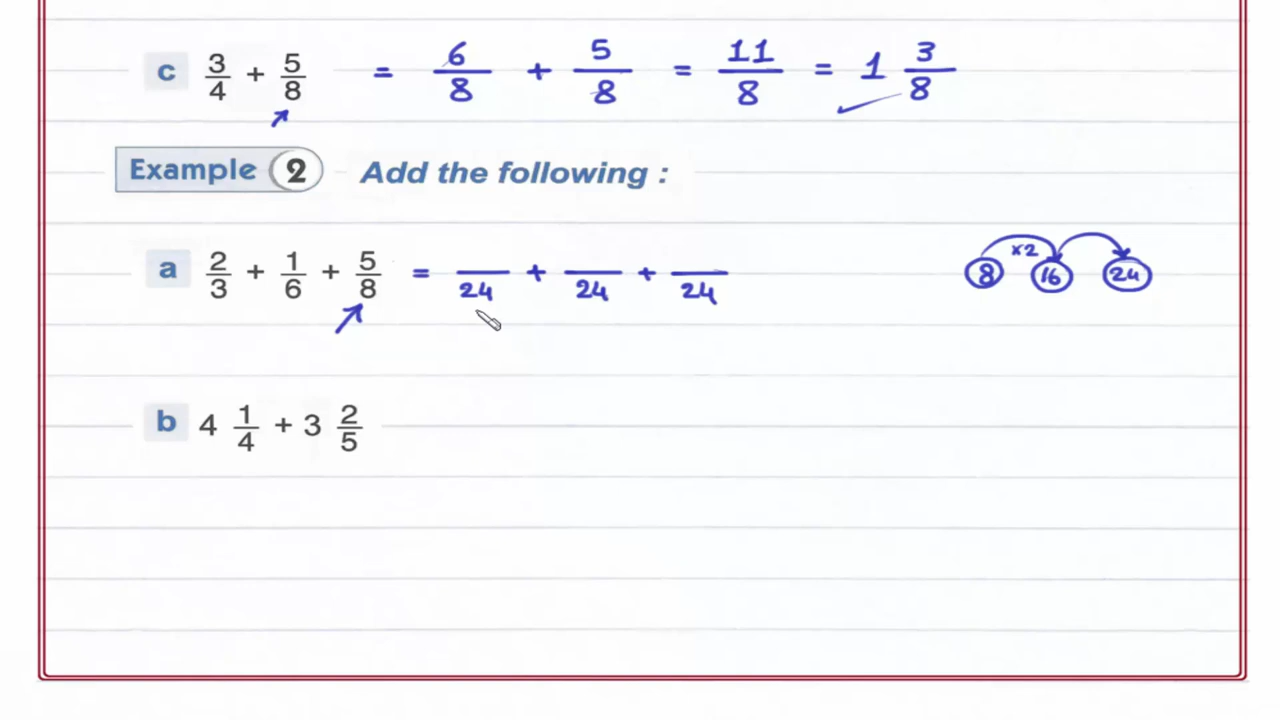 c 3/4 + 5/8 = 6/8 + 5/8 = 11/8 = 1 3/8
Example 2 Add the following :
a 2/3 + 1/6 + 5/8 = /24 + /24 + /24 8 ×2 16 24
b 4 1/4 + 3 2/5